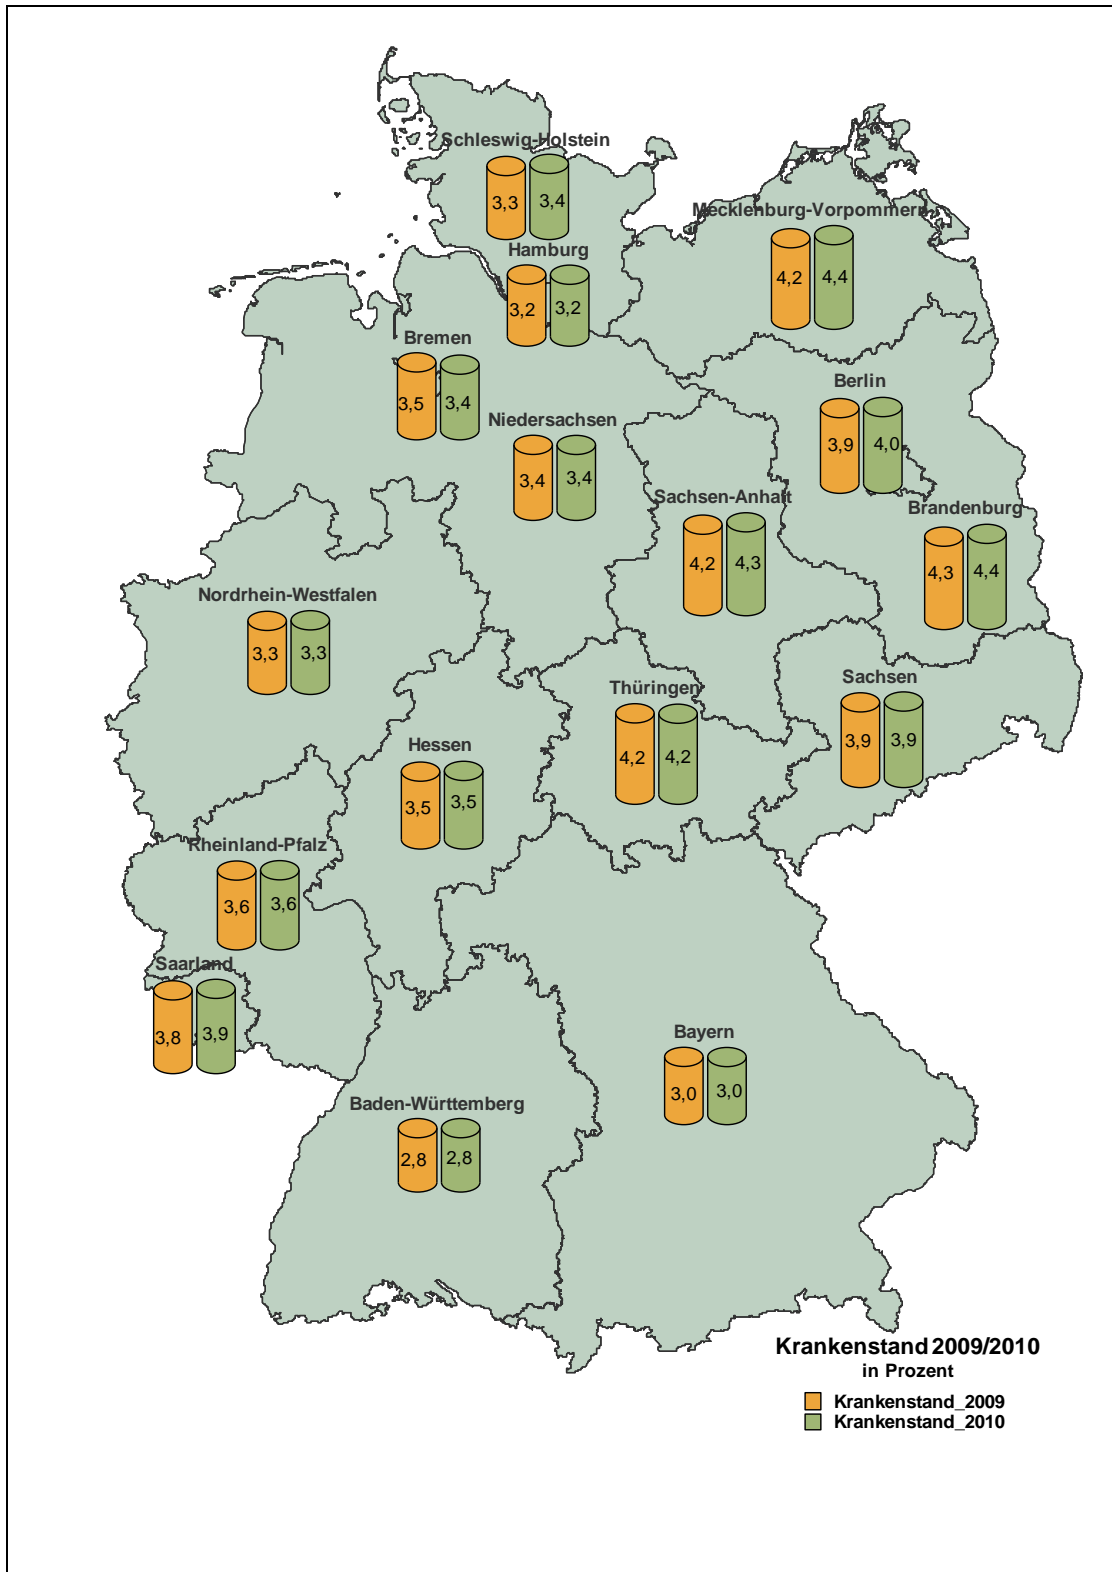 Schleswig-Holstein
3,3 3,4
Mecklenburg-Vorpommern
4,2 4,4
Hamburg
3,2 3,2
Bremen
3,5 3,4
Berlin
3,9 4,0
Niedersachsen
3,4 3,4
Sachsen-Anhalt
4,2 4,3
Brandenburg
4,3 4,4
Nordrhein-Westfalen
3,3 3,3
Thüringen
4,2 4,2
Sachsen
3,9 3,9
Hessen
3,5 3,5
Rheinland-Pfalz
3,6 3,6
Saarland
3,8 3,9
Bayern
3,0 3,0
Baden-Württemberg
2,8 2,8
Krankenstand 2009/2010
in Prozent
Krankenstand_2009
Krankenstand_2010